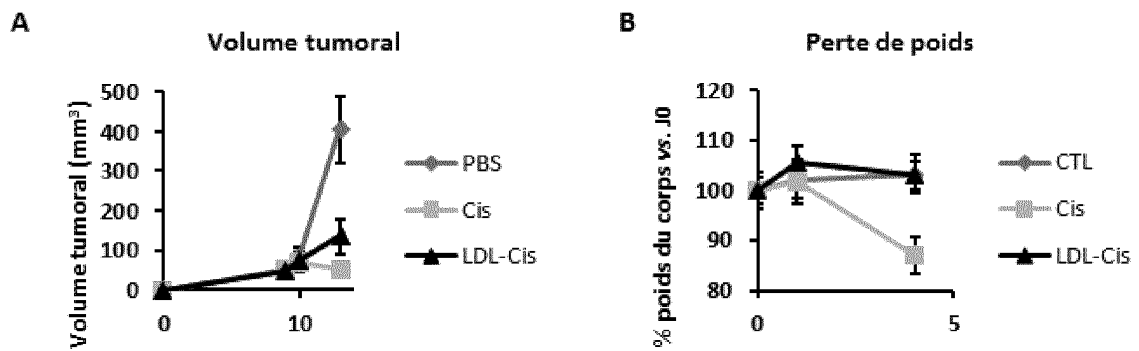 A
Volume tumoral
Volume tumoral (mm³)
500
400
300
200
100
0
0
10
PBS
Cis
LDL-Cis
B
Perte de poids
% poids du corps vs. J0
120
110
100
90
80
0
5
CTL
Cis
LDL-Cis